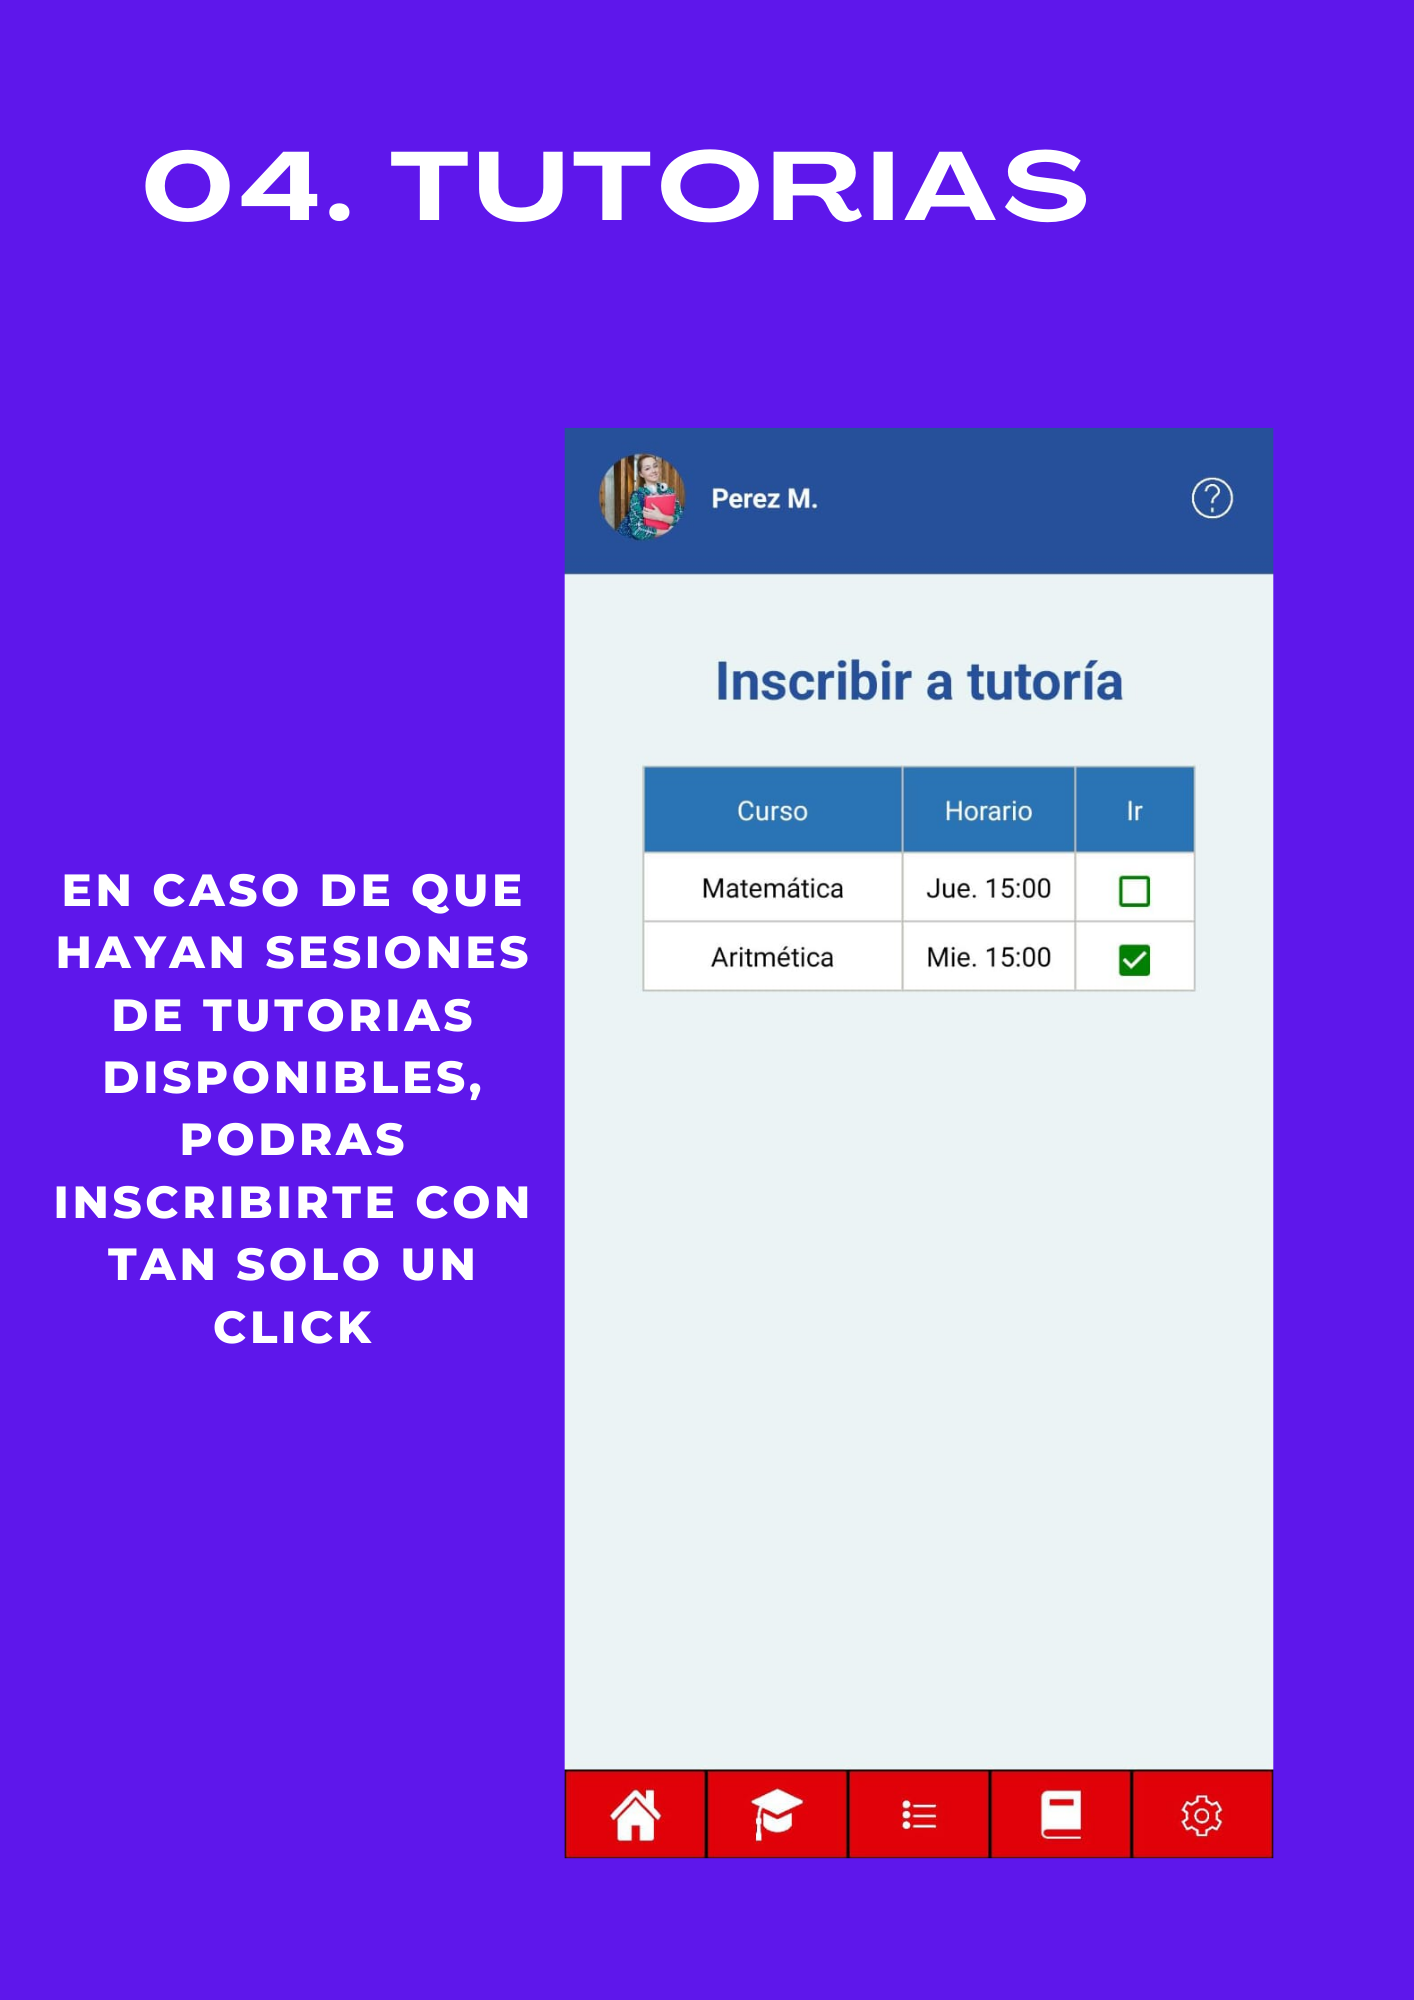 04. TUTORIAS
EN CASO DE QUE
HAYAN SESIONES
DE TUTORIAS
DISPONIBLES,
PODRAS
INSCRIBIRTE CON
TAN SOLO UN
CLICK
Perez M.
?
Inscribir a tutoría
Curso Horario Ir
Matemática Jue. 15:00
Aritmética Mie. 15:00